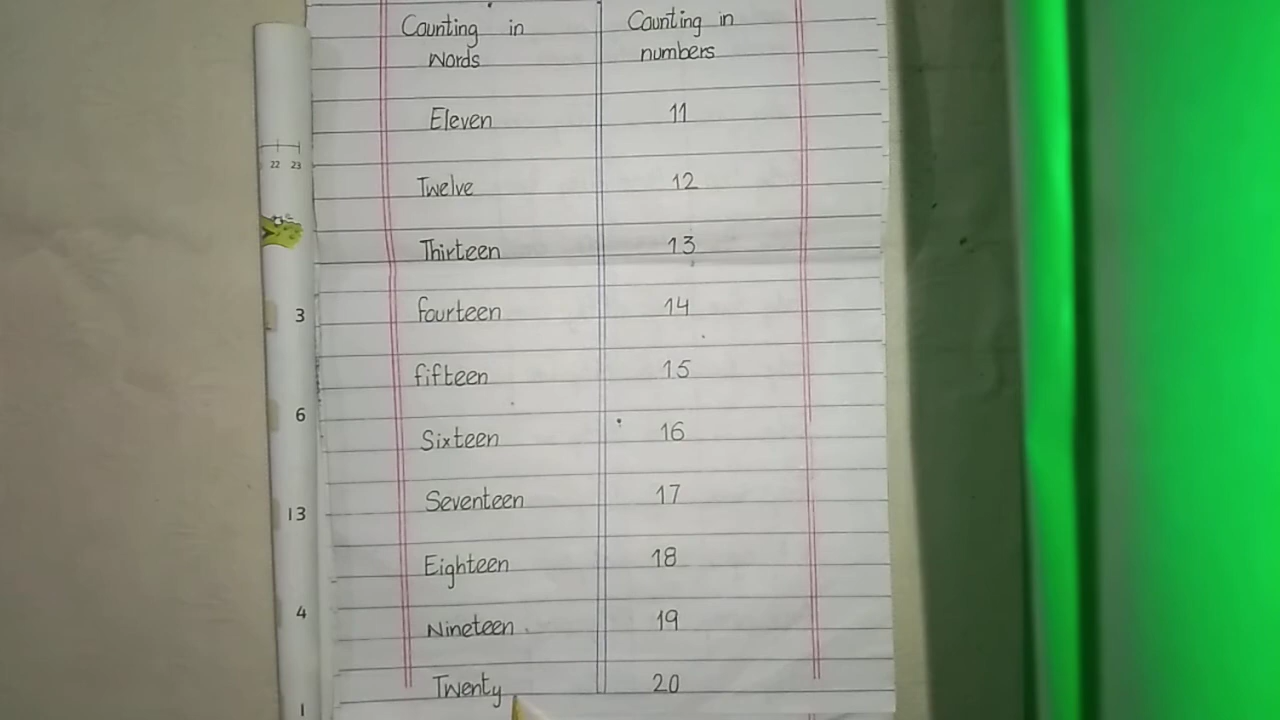 Counting in Counting in
Words numbers
Eleven 11
Twelve 12
Thirteen 13
fourteen 14
fifteen 15
Sixteen 16
Seventeen 17
Eighteen 18
Nineteen 19
Twenty 20
22 23
3
6
13
4
1